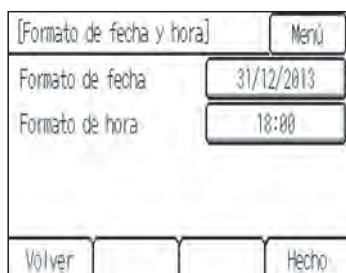 [Formato de fecha y hora] Menú
Formato de fecha 31/12/2013
Formato de hora 18:00
Volver Hecho